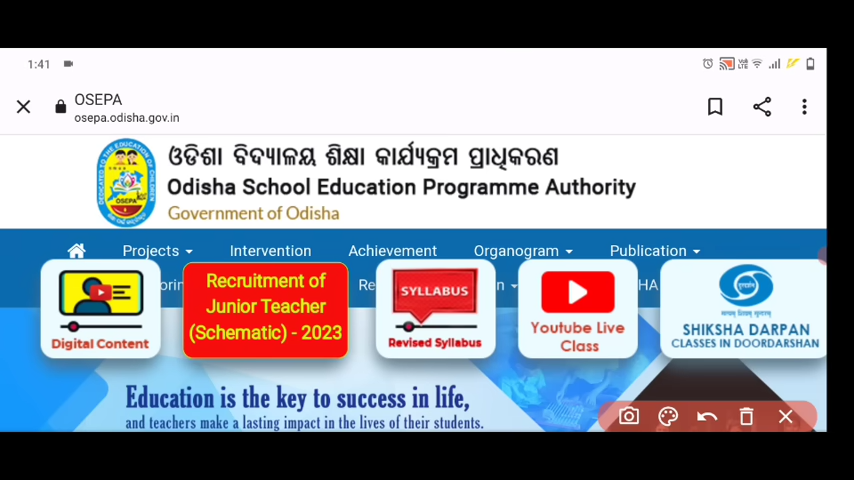 1:41
OSEPA
osepa.odisha.gov.in
ଓଡିଶା ବିଦ୍ୟାଳୟ ଶିକ୍ଷା କାର୍ଯ୍ୟକ୍ରମ ପ୍ରାଧିକରଣ
Odisha School Education Programme Authority
Government of Odisha
OSEPA
Projects Intervention Achievement Organogram Publication
Digital Content
Recruitment of
Junior Teacher
(Schematic) - 2023
SYLLABUS
Revised Syllabus
Youtube Live
Class
SHIKSHA DARPAN
CLASSES IN DOORDARSHAN
Education is the key to success in life,
and teachers make a lasting impact in the lives of their students.